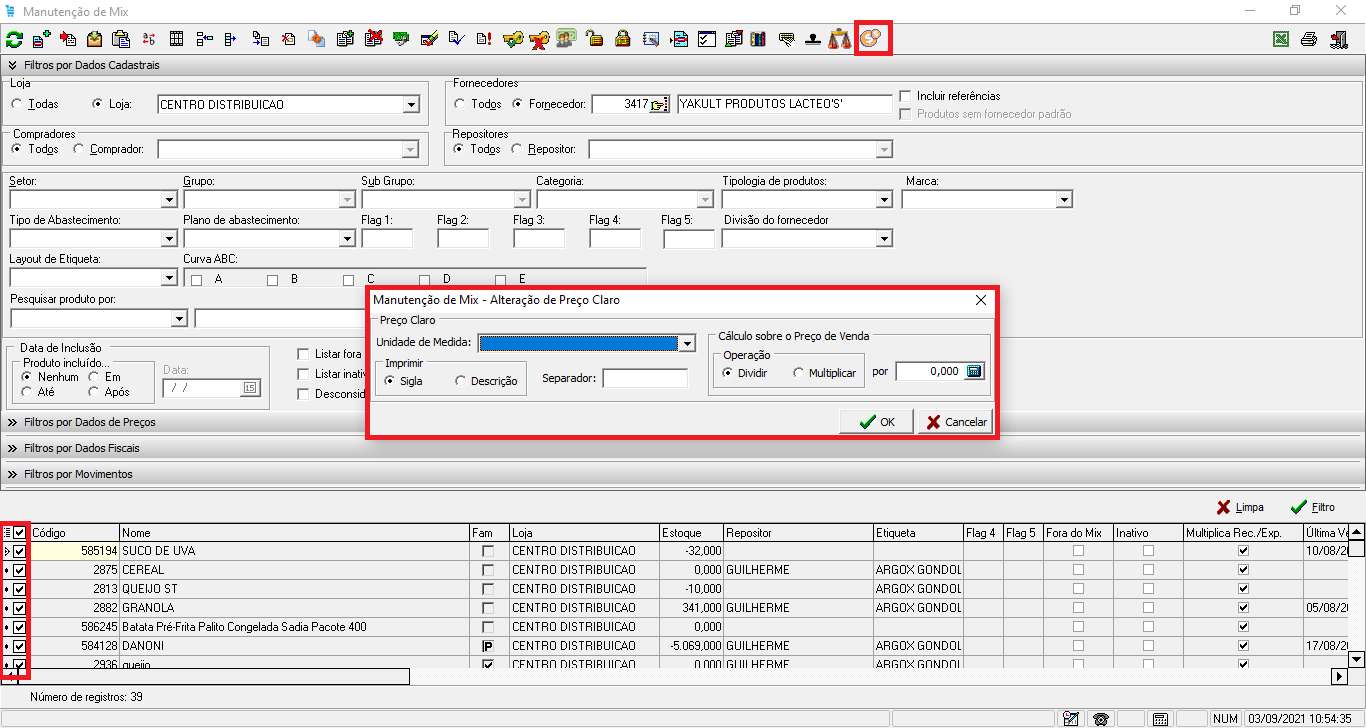 Manutenção de Mix
Filtros por Dados Cadastrais
Loja
Todas
Loja:
CENTRO DISTRIBUICAO
Fornecedores
Todos
Fornecedor:
3417
YAKULT PRODUTOS LACTEO'S'
Incluir referências
Produtos sem fornecedor padrão
Compradores
Todos
Comprador:
Repositores
Todos
Repositor:
Setor:
Grupo:
Sub Grupo:
Categoria:
Tipologia de produtos:
Marca:
Tipo de Abastecimento:
Plano de abastecimento:
Flag 1:
Flag 2:
Flag 3:
Flag 4:
Flag 5:
Divisão do fornecedor
Layout de Etiqueta:
Curva ABC:
A
B
C
D
E
Pesquisar produto por:
Data de Inclusão
Produto incluído...
Nenhum
Em
Até
Após
Data:
/ /
15
Listar fora
Listar inati
Desconsid
Manutenção de Mix - Alteração de Preço Claro
Preço Claro
Unidade de Medida:
Imprimir
Sigla
Descrição
Separador:
Cálculo sobre o Preço de Venda
Operação
Dividir
Multiplicar
por
0,000
OK
Cancelar
Filtros por Dados de Preços
Filtros por Dados Fiscais
Filtros por Movimentos
Limpa
Filtro
Código Nome Fam Loja Estoque Repositor Etiqueta Flag 4 Flag 5 Fora do Mix Inativo Multiplica Rec./Exp. Última Ve
585194 SUCO DE UVA CENTRO DISTRIBUICAO -32,000 10/08/20
2875 CEREAL CENTRO DISTRIBUICAO 0,000 GUILHERME ARGOX GONDOL
2813 QUEIJO ST CENTRO DISTRIBUICAO -10,000 ARGOX GONDOL
2882 GRANOLA CENTRO DISTRIBUICAO 341,000 GUILHERME ARGOX GONDOL 05/08/20
586245 Batata Pré-Frita Palito Congelada Sadia Pacote 400 CENTRO DISTRIBUICAO 0,000
584128 DANONI P CENTRO DISTRIBUICAO -5.069,000 GUILHERME ARGOX GONDOL 17/08/20
2936 queijo CENTRO DISTRIBUICAO 0,000 GUILHERME ARGOX GONDOL
Número de registros: 39
NUM
03/09/2021 10:54:35